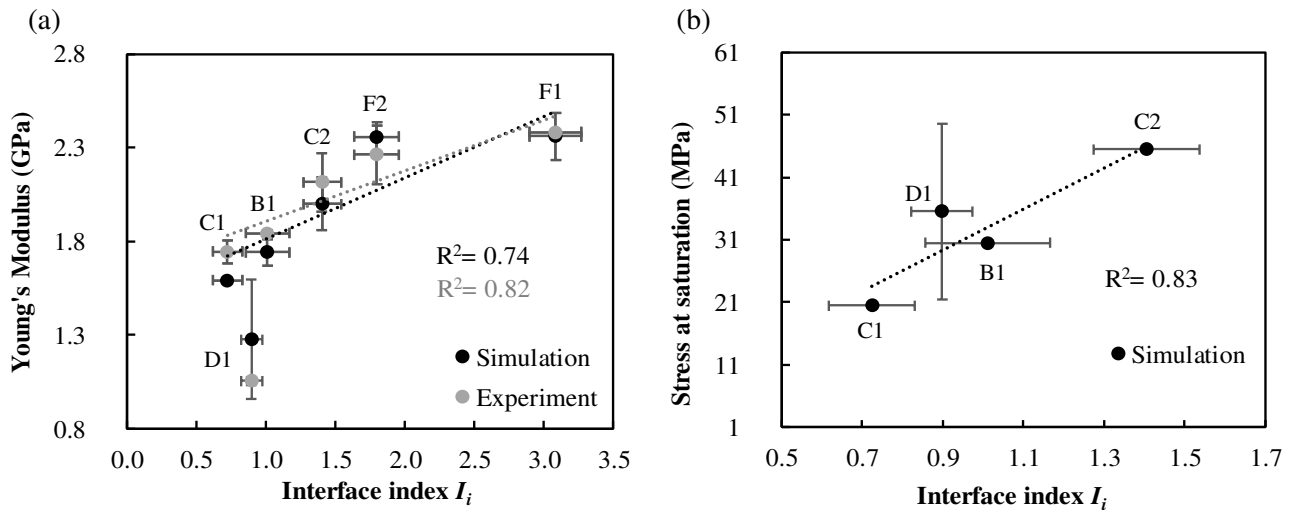 (a)
2.8
2.3
1.8
1.3
0.8
Young's Modulus (GPa)
F2
F1
C2
B1
C1
D1
R²= 0.74
R²= 0.82
Simulation
Experiment
0.0 0.5 1.0 1.5 2.0 2.5 3.0 3.5
Interface index Iᵢ
(b)
61
51
41
31
21
11
1
Stress at saturation (MPa)
C2
D1
B1
C1
R²= 0.83
Simulation
0.5 0.7 0.9 1.1 1.3 1.5 1.7
Interface index Iᵢ